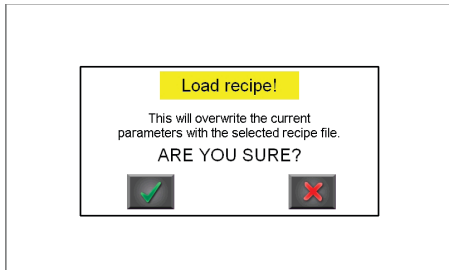 Load recipe!
This will overwrite the current
parameters with the selected recipe file.
ARE YOU SURE?